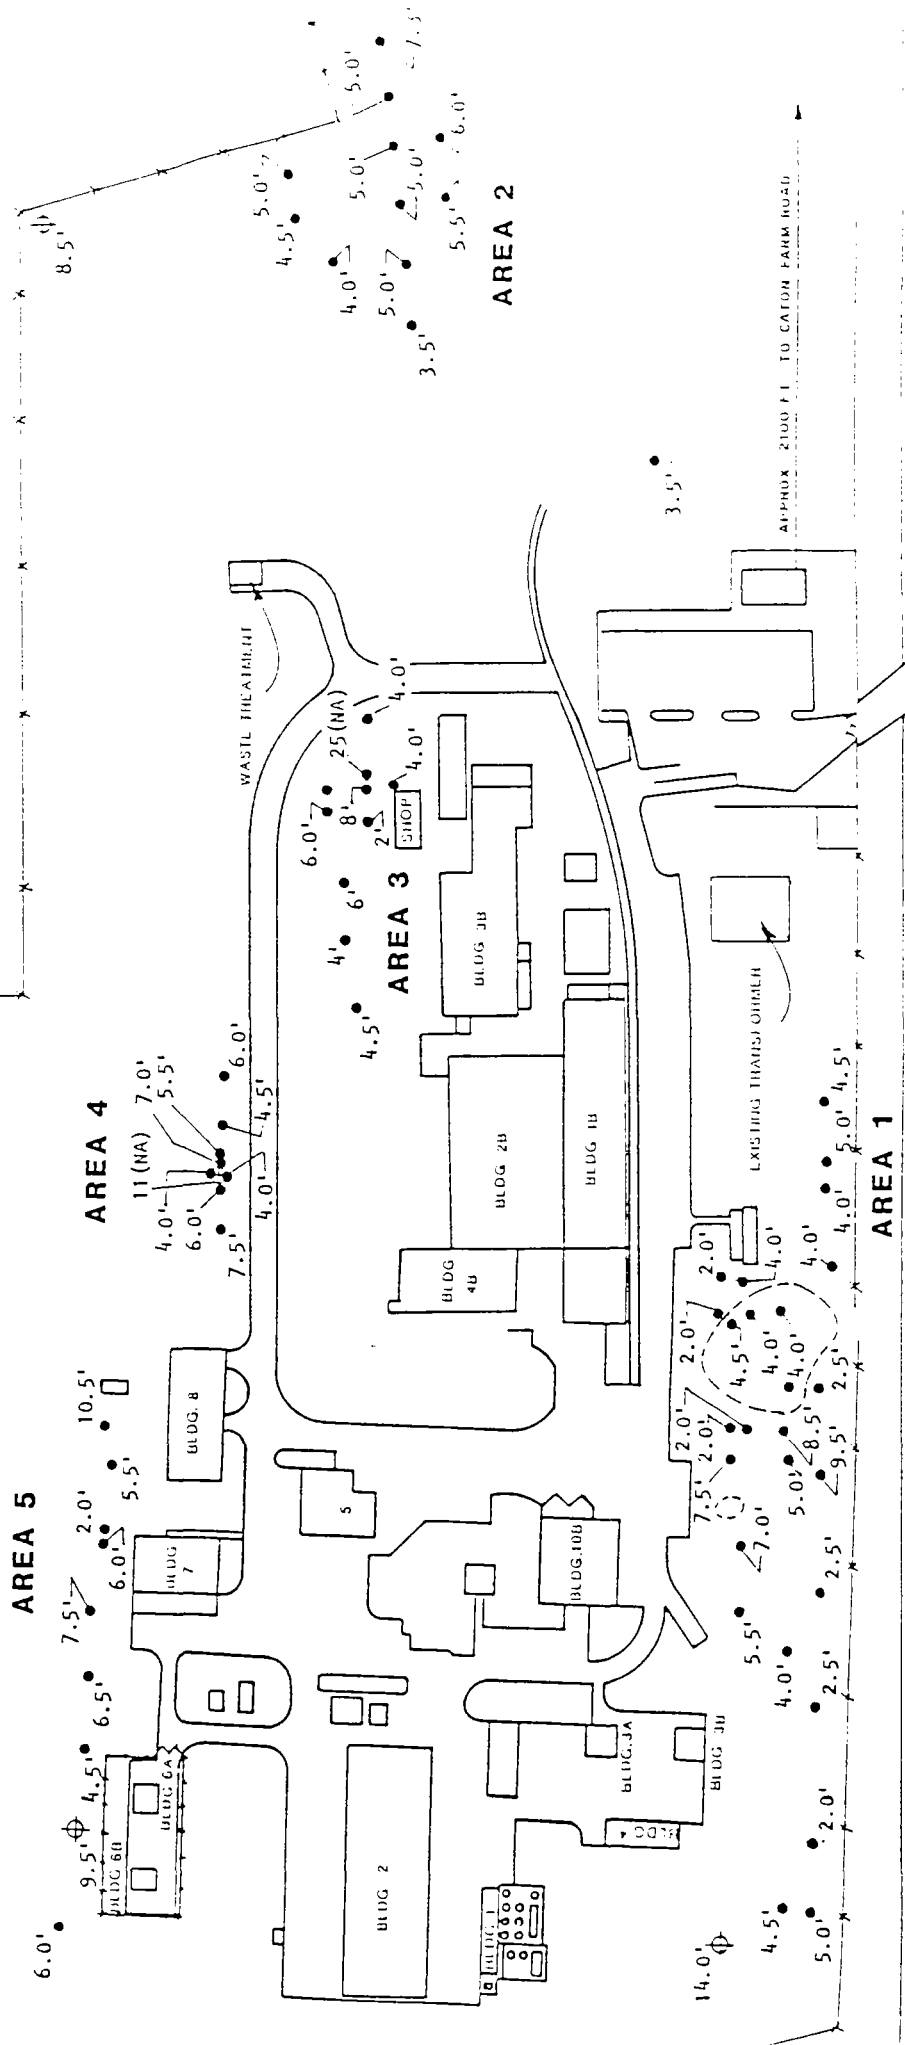 AREA 5
6.0'
9.5'
4.5'
6.5'
7.5'
6.0'
2.0'
5.5'
10.5'
BLDG 6B
BLDG 6A
BLDG 7
BLDG. 8
AREA 4
7.5'
6.0'
4.0'
11(NA)
7.0'
5.5'
4.0'
4.5'
6.0'
8.5'
WASTE TREATMENT
AREA 3
4.5'
4'
6'
6.0'
8'
2'
25(NA)
4.0'
4.0'
SHOP
AREA 2
3.5'
5.0'
4.0'
4.5'
5.0'
5.0'
5.0'
5.5'
6.0'
5.0'
3.5'
BLDG 2
BLDG 1
BLDG 4
BLDG.3A
BLDG 3B
5
BLDG.10B
BLDG 4B
BLDG 2B
BLDG 1B
BLDG 3B
EXISTING TRANSFORMER
APPROX 2100 FT TO CATON FARM ROAD
14.0'
4.5'
5.0'
2.0'
2.5'
4.0'
5.5'
2.5'
7.0'
7.5'
2.0'
2.0'
9.5'
5.0'
8.5'
2.5'
2.0'
4.5'
4.0'
4.0'
2.0'
4.0'
4.0'
4.0'
5.0'
4.5'
AREA 1